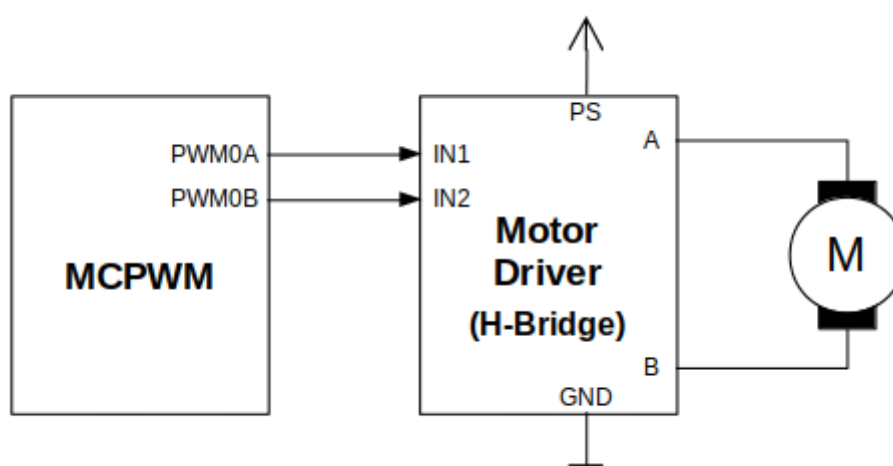 PS
A
PWM0A
IN1
PWM0B
IN2
Motor
Driver
(H-Bridge)
MCPWM
M
B
GND